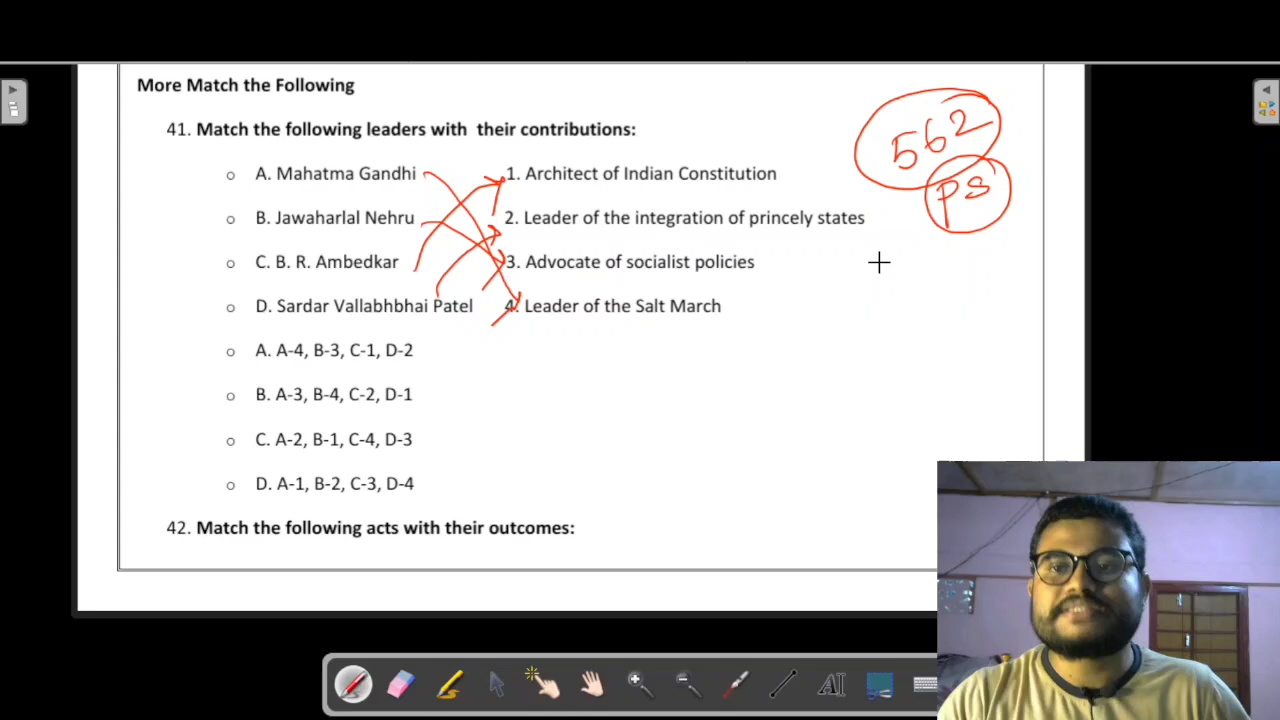 More Match the Following
41. Match the following leaders with their contributions:
A. Mahatma Gandhi 1. Architect of Indian Constitution
B. Jawaharlal Nehru 2. Leader of the integration of princely states
C. B. R. Ambedkar 3. Advocate of socialist policies
D. Sardar Vallabhbhai Patel 4. Leader of the Salt March
562
PS
A. A-4, B-3, C-1, D-2
B. A-3, B-4, C-2, D-1
C. A-2, B-1, C-4, D-3
D. A-1, B-2, C-3, D-4
42. Match the following acts with their outcomes:
AI